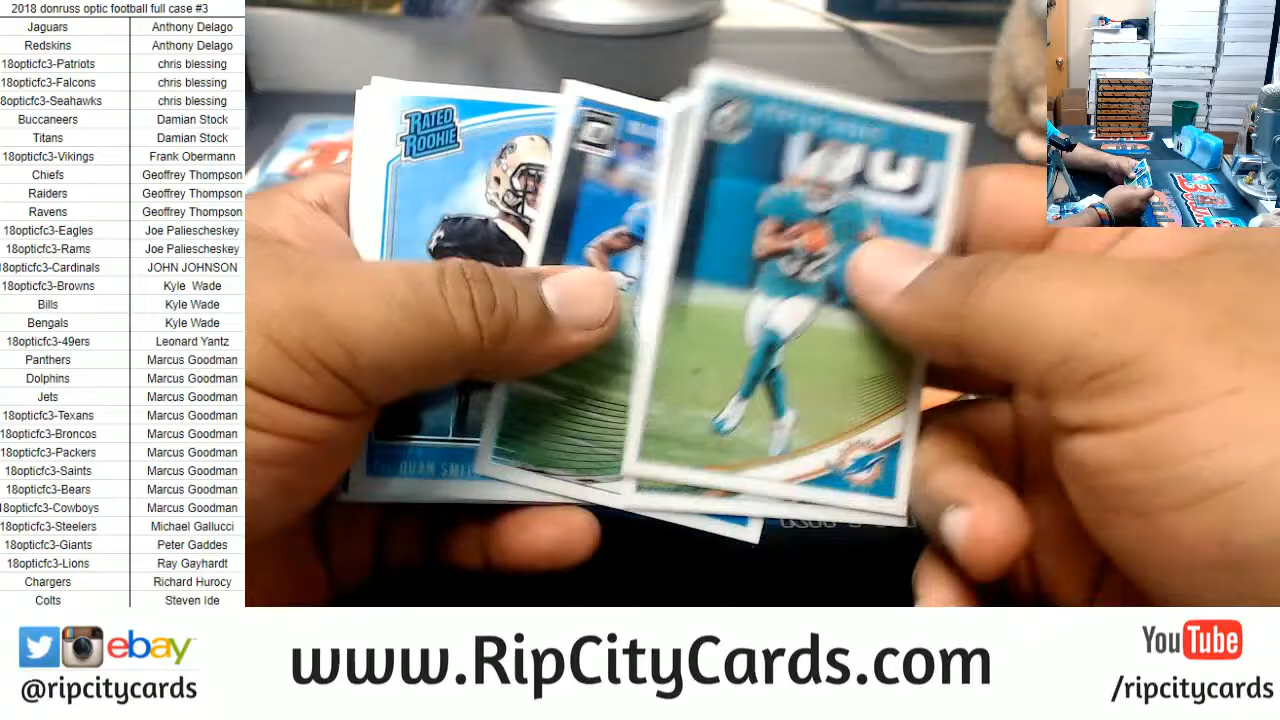 2018 donruss optic football full case #3
Jaguars Anthony Delago
Redskins Anthony Delago
18opticfc3-Patriots chris blessing
18opticfc3-Falcons chris blessing
8opticfc3-Seahawks chris blessing
Buccaneers Damian Stock
Titans Damian Stock
18opticfc3-Vikings Frank Obermann
Chiefs Geoffrey Thompson
Raiders Geoffrey Thompson
Ravens Geoffrey Thompson
18opticfc3-Eagles Joe Paliescheskey
18opticfc3-Rams Joe Paliescheskey
18opticfc3-Cardinals JOHN JOHNSON
18opticfc3-Browns Kyle Wade
Bills Kyle Wade
Bengals Kyle Wade
18opticfc3-49ers Leonard Yantz
Panthers Marcus Goodman
Dolphins Marcus Goodman
Jets Marcus Goodman
18opticfc3-Texans Marcus Goodman
18opticfc3-Broncos Marcus Goodman
18opticfc3-Packers Marcus Goodman
18opticfc3-Saints Marcus Goodman
18opticfc3-Bears Marcus Goodman
18opticfc3-Cowboys Marcus Goodman
18opticfc3-Steelers Michael Gallucci
18opticfc3-Giants Peter Gaddes
18opticfc3-Lions Ray Gayhardt
Chargers Richard Hurocy
Colts Steven Ide
RATED
ROOKIE
QUAN SMI
ebay
@ripcitycards
www.RipCityCards.com
YouTube
/ripcitycards